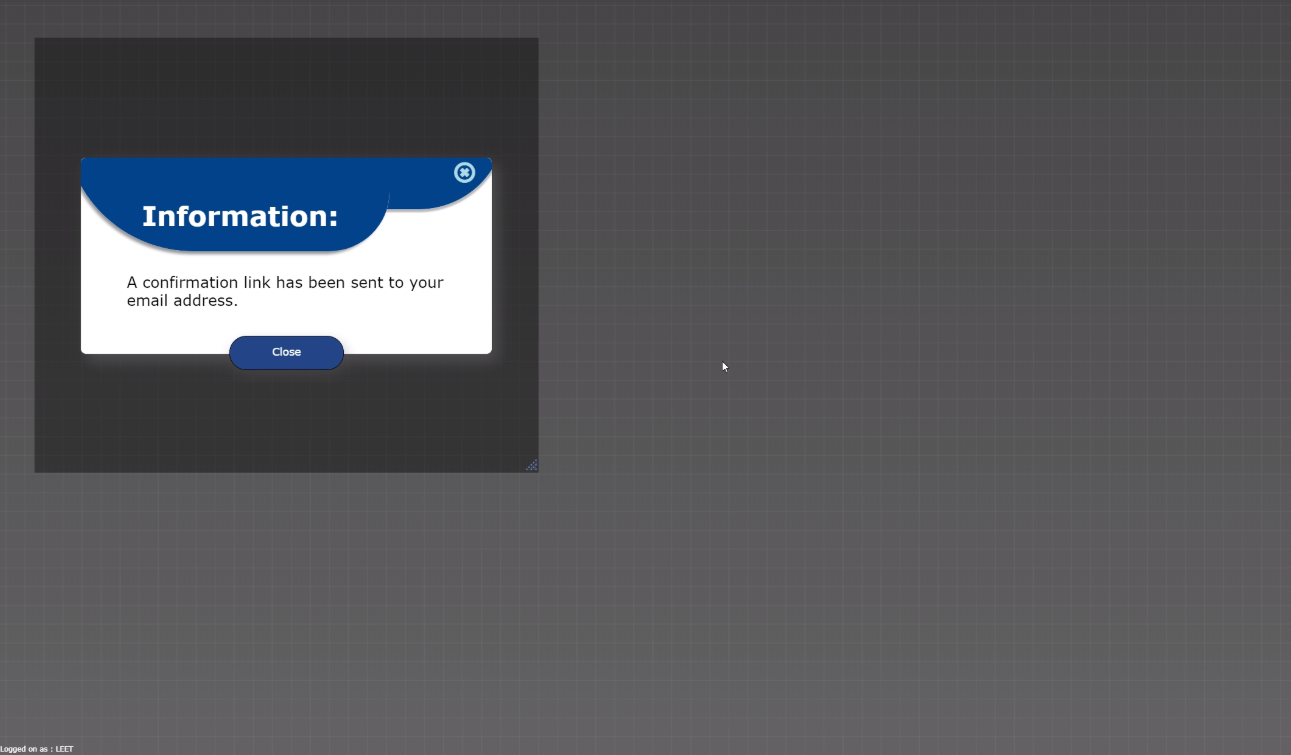 Information:
A confirmation link has been sent to your
email address.
Close
Logged on as : LEET